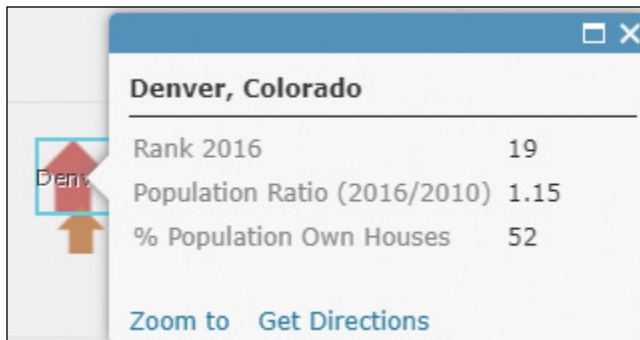 Denver, Colorado
Rank 2016 19
Population Ratio (2016/2010) 1.15
% Population Own Houses 52
Zoom to Get Directions